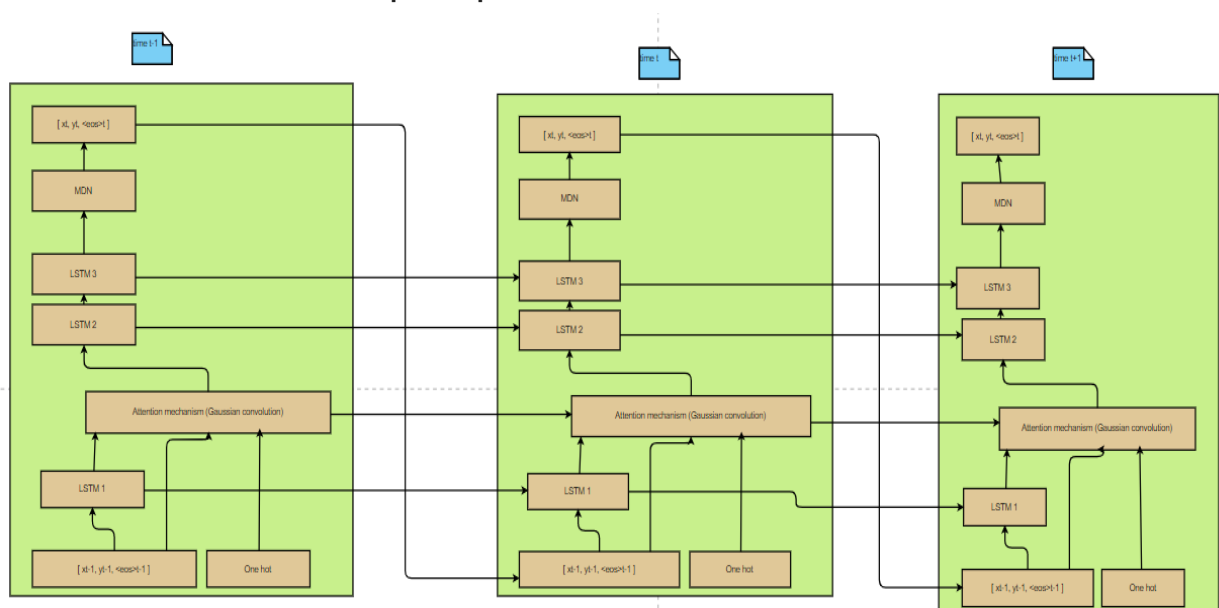 time t-1
time t
time t+1
[ xt, yt, <eos>t ]
MDN
LSTM 3
LSTM 2
Attention mechanism (Gaussian convolution)
LSTM 1
[ xt-1, yt-1, <eos>t-1 ]
One hot
[ xt, yt, <eos>t ]
MDN
LSTM 3
LSTM 2
Attention mechanism (Gaussian convolution)
LSTM 1
[ xt-1, yt-1, <eos>t-1 ]
One hot
[ xt, yt, <eos>t ]
MDN
LSTM 3
LSTM 2
Attention mechanism (Gaussian convolution)
LSTM 1
[ xt-1, yt-1, <eos>t-1 ]
One hot